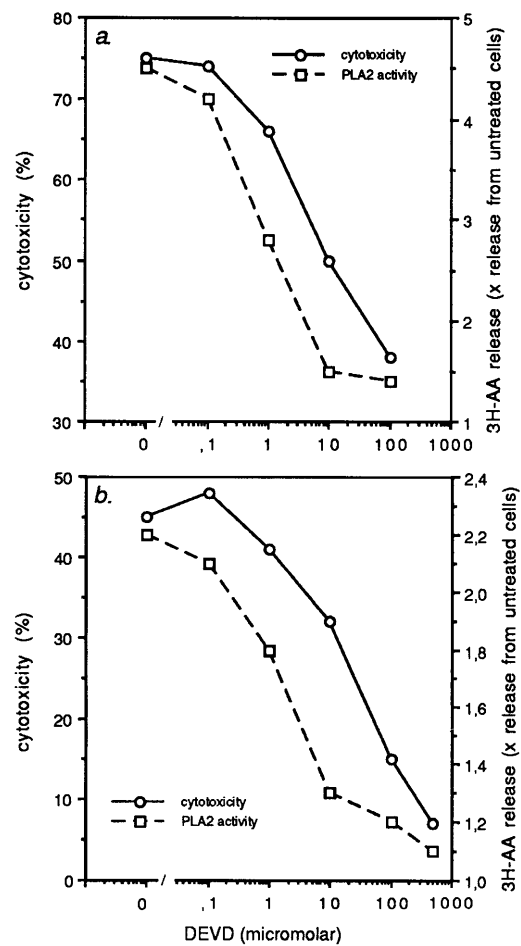 a.
cytotoxicity
PLA2 activity
80
70
60
50
40
30
cytotoxicity (%)
5
4
3
2
1
3H-AA release (x release from untreated cells)
0 / ,1 1 10 100 1000
b.
cytotoxicity
PLA2 activity
50
40
30
20
10
0
cytotoxicity (%)
2,4
2,2
2,0
1,8
1,6
1,4
1,2
1,0
3H-AA release (x release from untreated cells)
0 / ,1 1 10 100 1000
DEVD (micromolar)